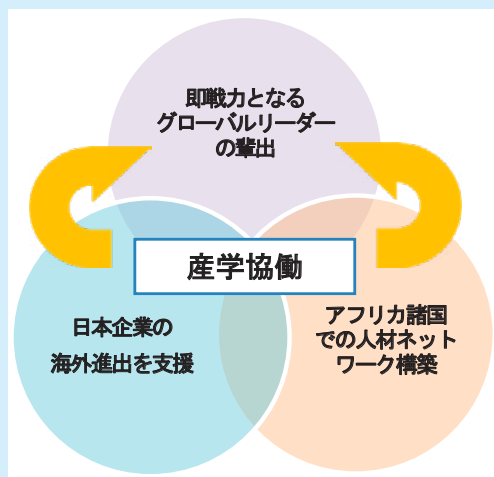 即戦力となる
グローバルリーダー
の輩出
産学協働
日本企業の
海外進出を支援
アフリカ諸国
での人材ネット
ワーク構築